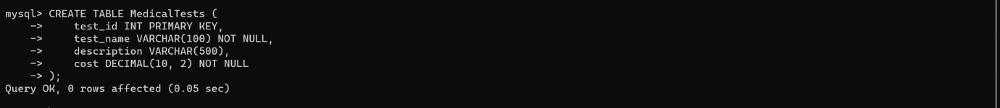 mysql> CREATE TABLE MedicalTests (
    ->     test_id INT PRIMARY KEY,
    ->     test_name VARCHAR(100) NOT NULL,
    ->     description VARCHAR(500),
    ->     cost DECIMAL(10, 2) NOT NULL
    -> );
Query OK, 0 rows affected (0.05 sec)